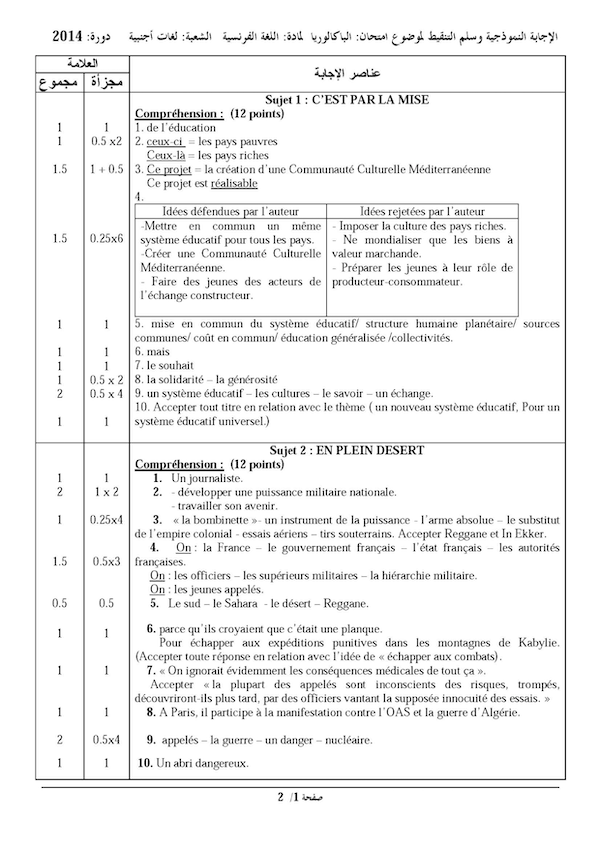 الإجابة النموذجية وسلم التنقيط لموضوع امتحان: الباكالوريا لمادة: اللغة الفرنسية الشعبة: لغات أجنبية دورة: 2014
العلامة
عناصر الإجابة
مجموع مجزأة
Sujet 1 : C’EST PAR LA MISE
Compréhension : (12 points)
1 1 1. de l’éducation
1 0.5 x2 2. ceux-ci = les pays pauvres
Ceux-là = les pays riches
1.5 1 + 0.5 3. Ce projet = la création d’une Communauté Culturelle Méditerranéenne
Ce projet est réalisable
4.
Idées défendues par l’auteur Idées rejetées par l’auteur
-Mettre en commun un même - Imposer la culture des pays riches.
1.5 0.25x6 système éducatif pour tous les pays. - Ne mondialiser que les biens à
-Créer une Communauté Culturelle valeur marchande.
Méditerranéenne. - Préparer les jeunes à leur rôle de
- Faire des jeunes des acteurs de producteur-consommateur.
l’échange constructeur.
1 1 5. mise en commun du système éducatif/ structure humaine planétaire/ sources
communes/ coût en commun/ éducation généralisée /collectivités.
1 1 6. mais
1 1 7. le souhait
1 0.5 x 2 8. la solidarité – la générosité
2 0.5 x 4 9. un système éducatif – les cultures – le savoir – un échange.
10. Accepter tout titre en relation avec le thème ( un nouveau système éducatif, Pour un
1 1 système éducatif universel.)
Sujet 2 : EN PLEIN DESERT
Compréhension : (12 points)
1 1 1. Un journaliste.
2 1 x 2 2. - développer une puissance militaire nationale.
- travailler son avenir.
1 0.25x4 3. « la bombinette »- un instrument de la puissance - l’arme absolue – le substitut
de l’empire colonial - essais aériens – tirs souterrains. Accepter Reggane et In Ekker.
4. On : la France – le gouvernement français – l’état français – les autorités
1.5 0.5x3 françaises.
On : les officiers – les supérieurs militaires – la hiérarchie militaire.
On : les jeunes appelés.
0.5 0.5 5. Le sud – le Sahara - le désert – Reggane.
1 1 6. parce qu’ils croyaient que c’était une planque.
Pour échapper aux expéditions punitives dans les montagnes de Kabylie.
(Accepter toute réponse en relation avec l’idée de « échapper aux combats) .
1 1 7. « On ignorait évidemment les conséquences médicales de tout ça ».
Accepter « la plupart des appelés sont inconscients des risques, trompés,
découvriront-ils plus tard, par des officiers vantant la supposée innocuité des essais. »
1 1 8. A Paris, il participe à la manifestation contre l’OAS et la guerre d’Algérie.
2 0.5x4 9. appelés – la guerre – un danger – nucléaire.
1 1 10. Un abri dangereux.
صفحة 1/ 2